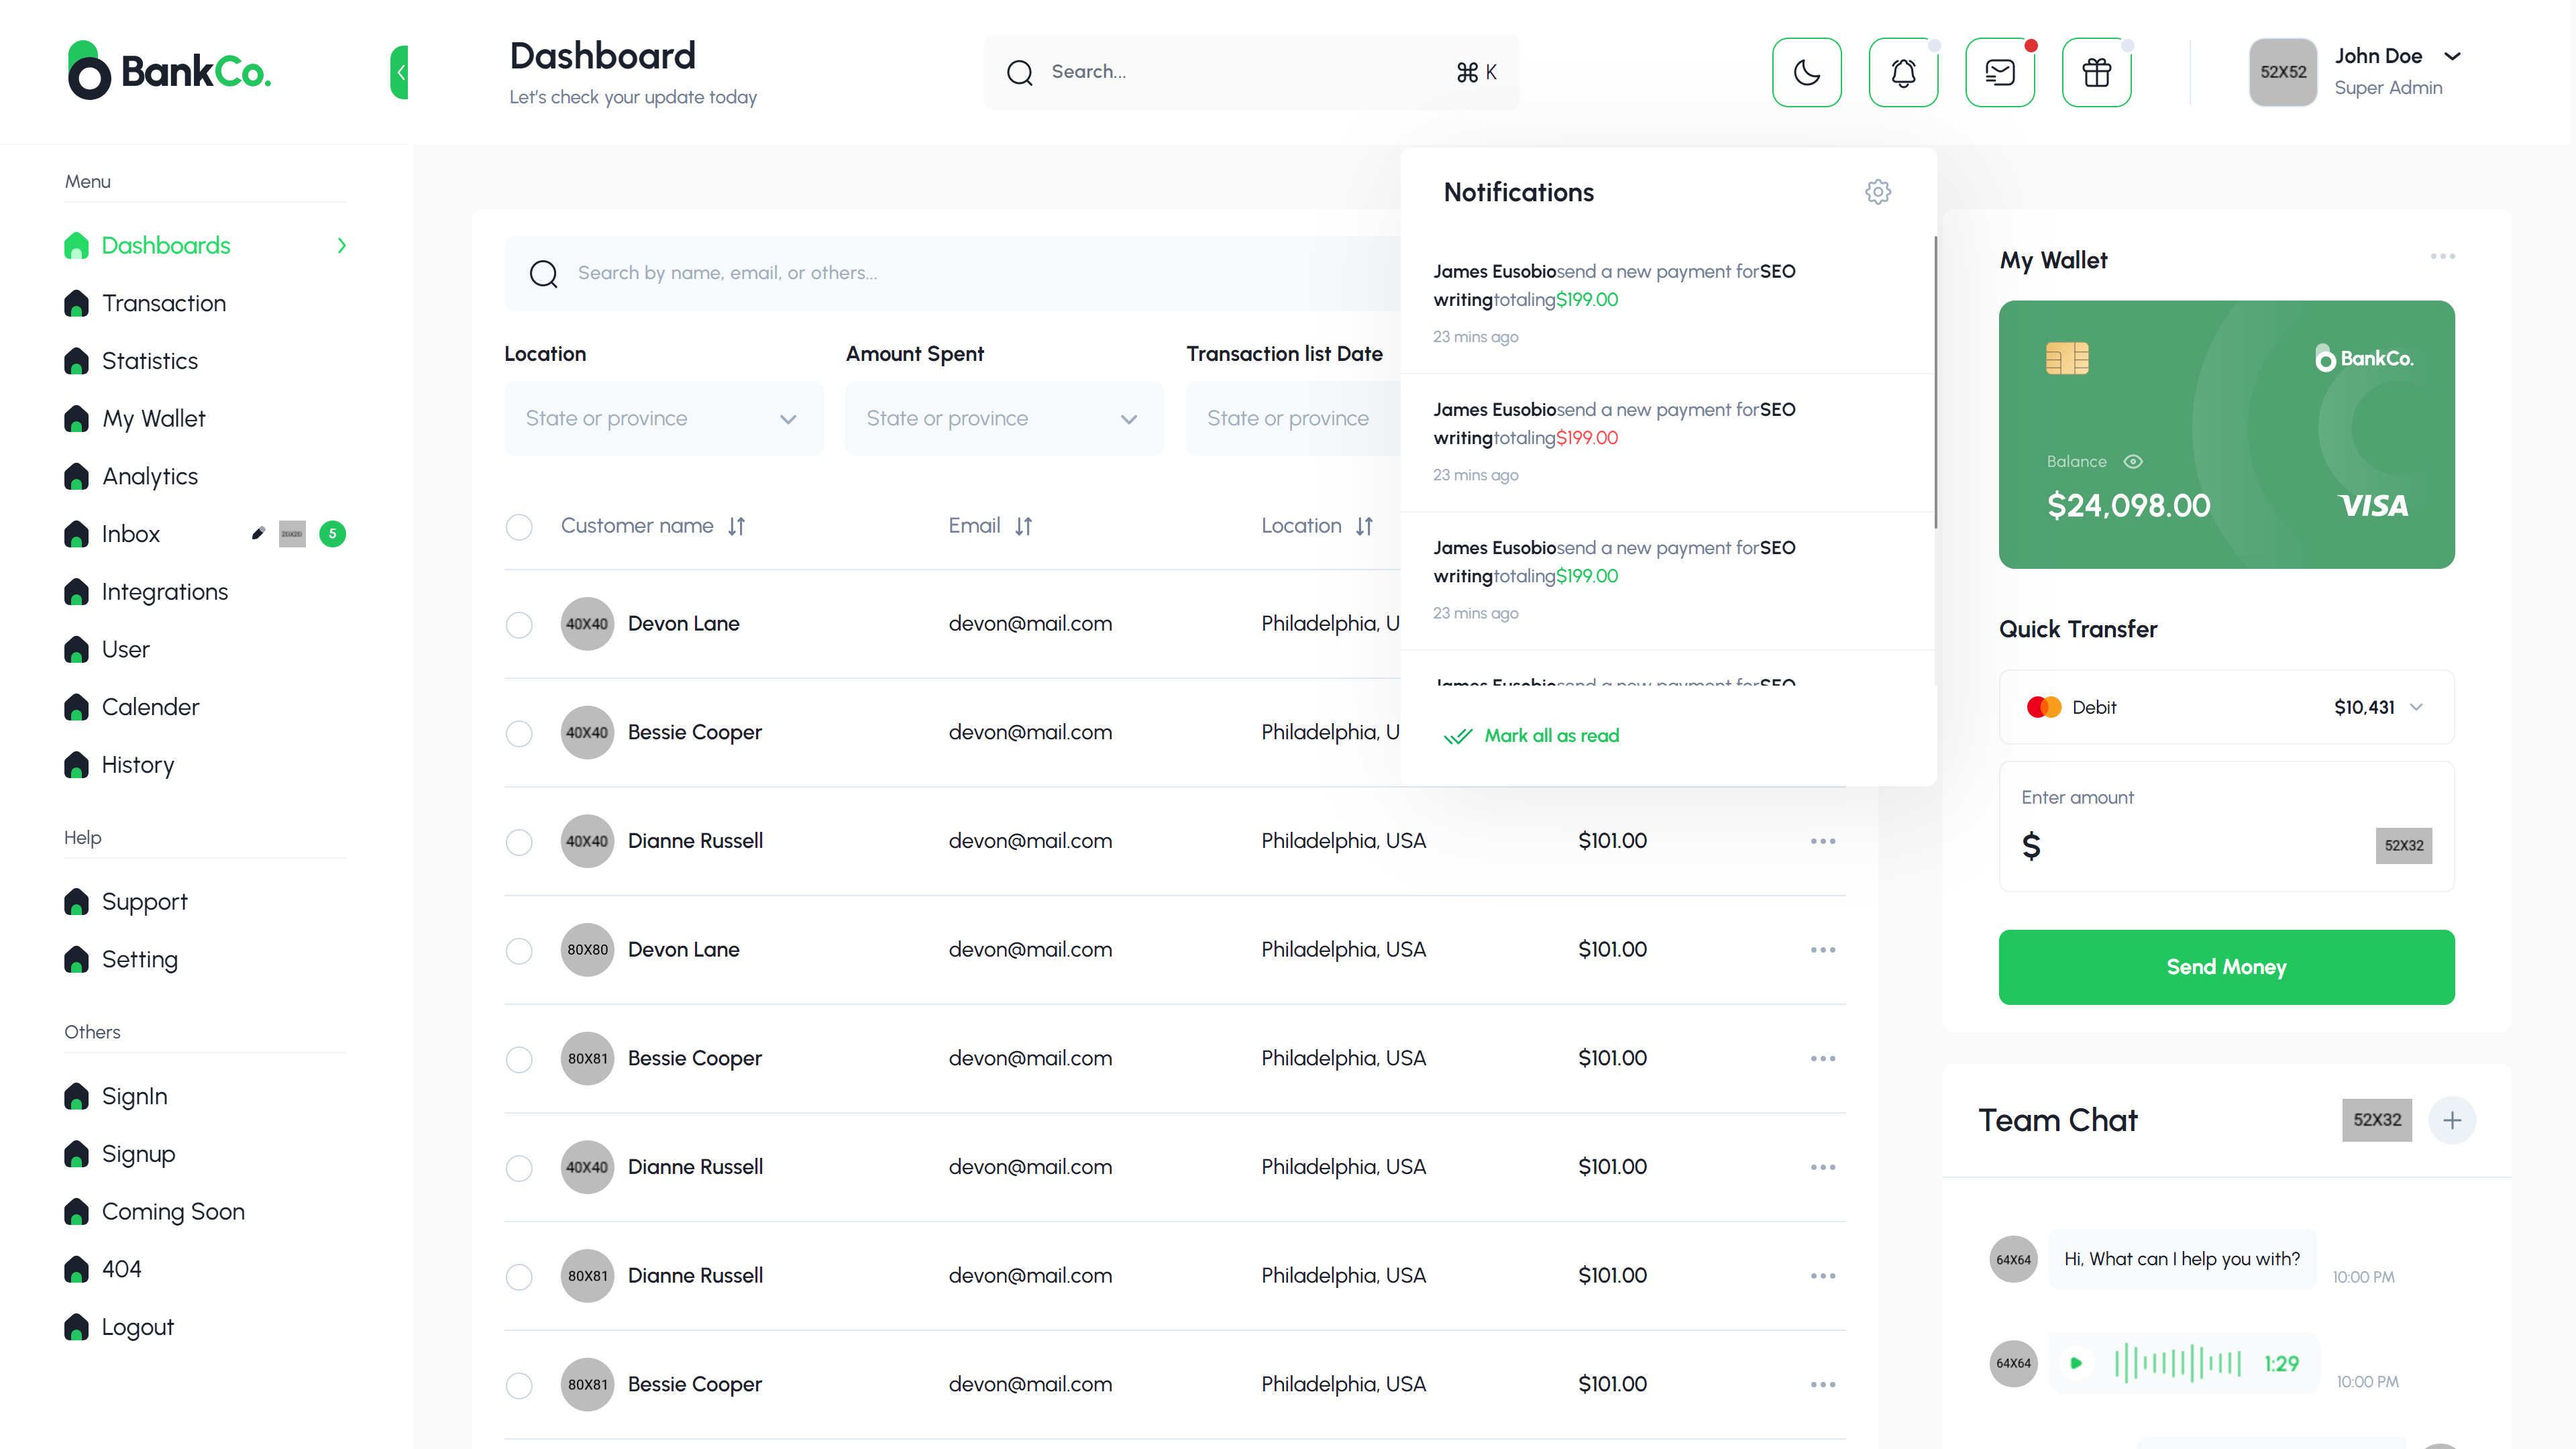 BankCo.
Dashboard
Let's check your update today
Search...
⌘ K
52X52
John Doe
Super Admin
Menu
Dashboards
Transaction
Statistics
My Wallet
Analytics
Inbox
20X20
5
Integrations
User
Calender
History
Help
Support
Setting
Others
SignIn
Signup
Coming Soon
404
Logout
Search by name, email, or others...
Location
Amount Spent
Transaction list Date
State or province
State or province
State or province
Customer name
Email
Location
40X40 Devon Lane devon@mail.com Philadelphia, U
40X40 Bessie Cooper devon@mail.com Philadelphia, U
40X40 Dianne Russell devon@mail.com Philadelphia, USA $101.00
80X80 Devon Lane devon@mail.com Philadelphia, USA $101.00
80X81 Bessie Cooper devon@mail.com Philadelphia, USA $101.00
40X40 Dianne Russell devon@mail.com Philadelphia, USA $101.00
80X81 Dianne Russell devon@mail.com Philadelphia, USA $101.00
80X81 Bessie Cooper devon@mail.com Philadelphia, USA $101.00
Notifications
James Eusobiosend a new payment forSEO
writingtotaling$199.00
23 mins ago
James Eusobiosend a new payment forSEO
writingtotaling$199.00
23 mins ago
James Eusobiosend a new payment forSEO
writingtotaling$199.00
23 mins ago
James Eusobiosend a new payment forSEO
Mark all as read
My Wallet
BankCo.
Balance
$24,098.00
VISA
Quick Transfer
Debit
$10,431
Enter amount
$
52X32
Send Money
Team Chat
52X32
64X64
Hi, What can I help you with?
10:00 PM
64X64
1:29
10:00 PM